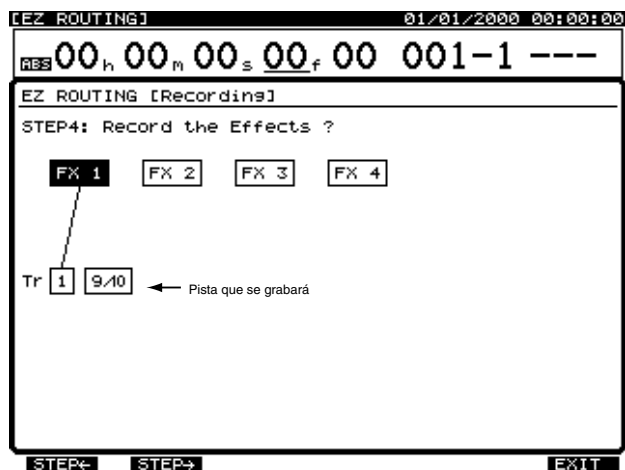 [EZ ROUTING] 01/01/2000 00:00:00
ABS 00h 00m 00s 00f 00 001-1 ---
EZ ROUTING [Recording]
STEP4: Record the Effects ?
FX 1 FX 2 FX 3 FX 4
Tr 1 9/10 Pista que se grabará
STEP← STEP→ EXIT